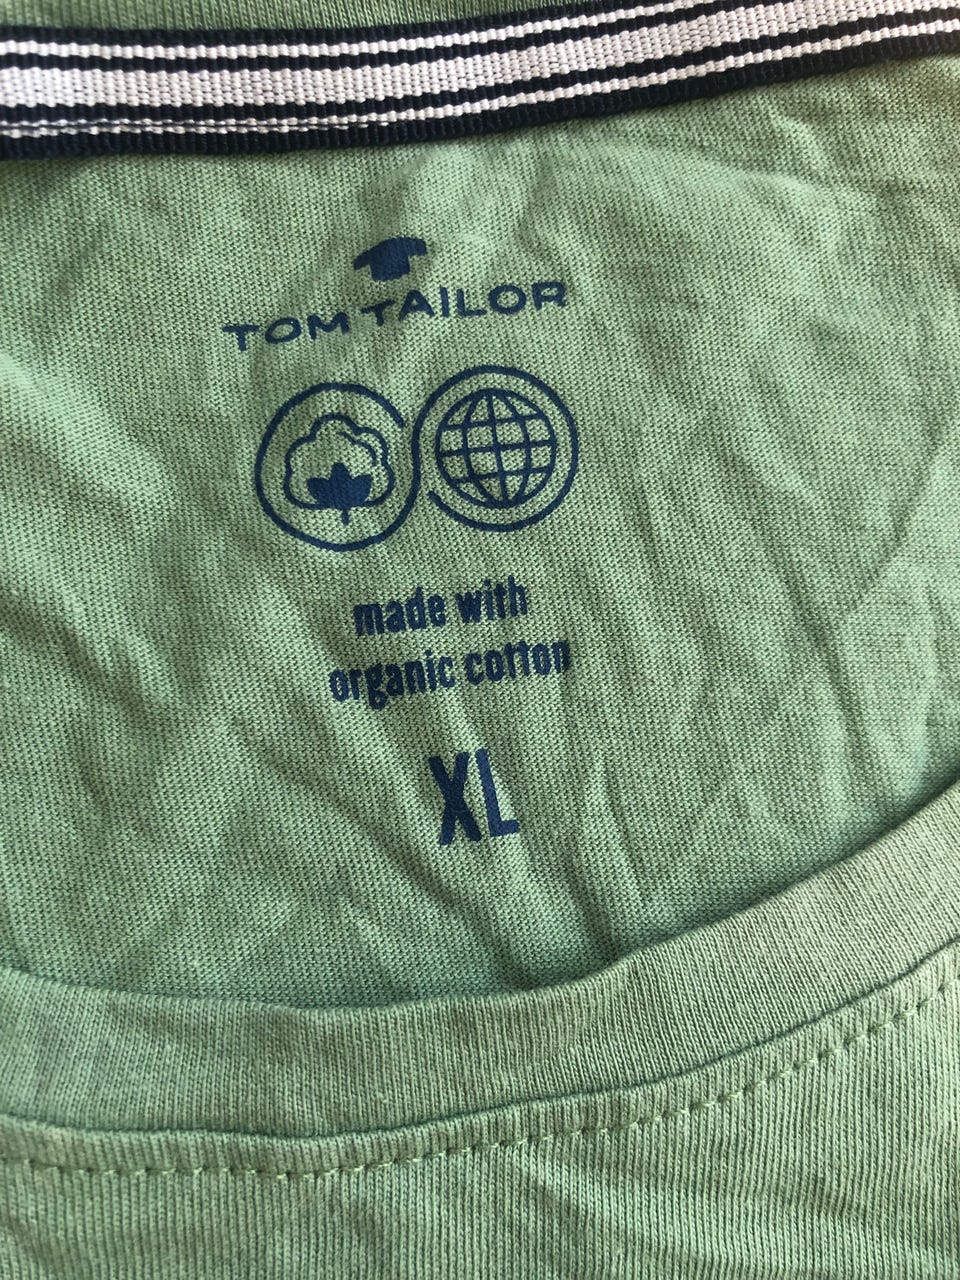 TOM TAILOR
made with
organic cotton
XL